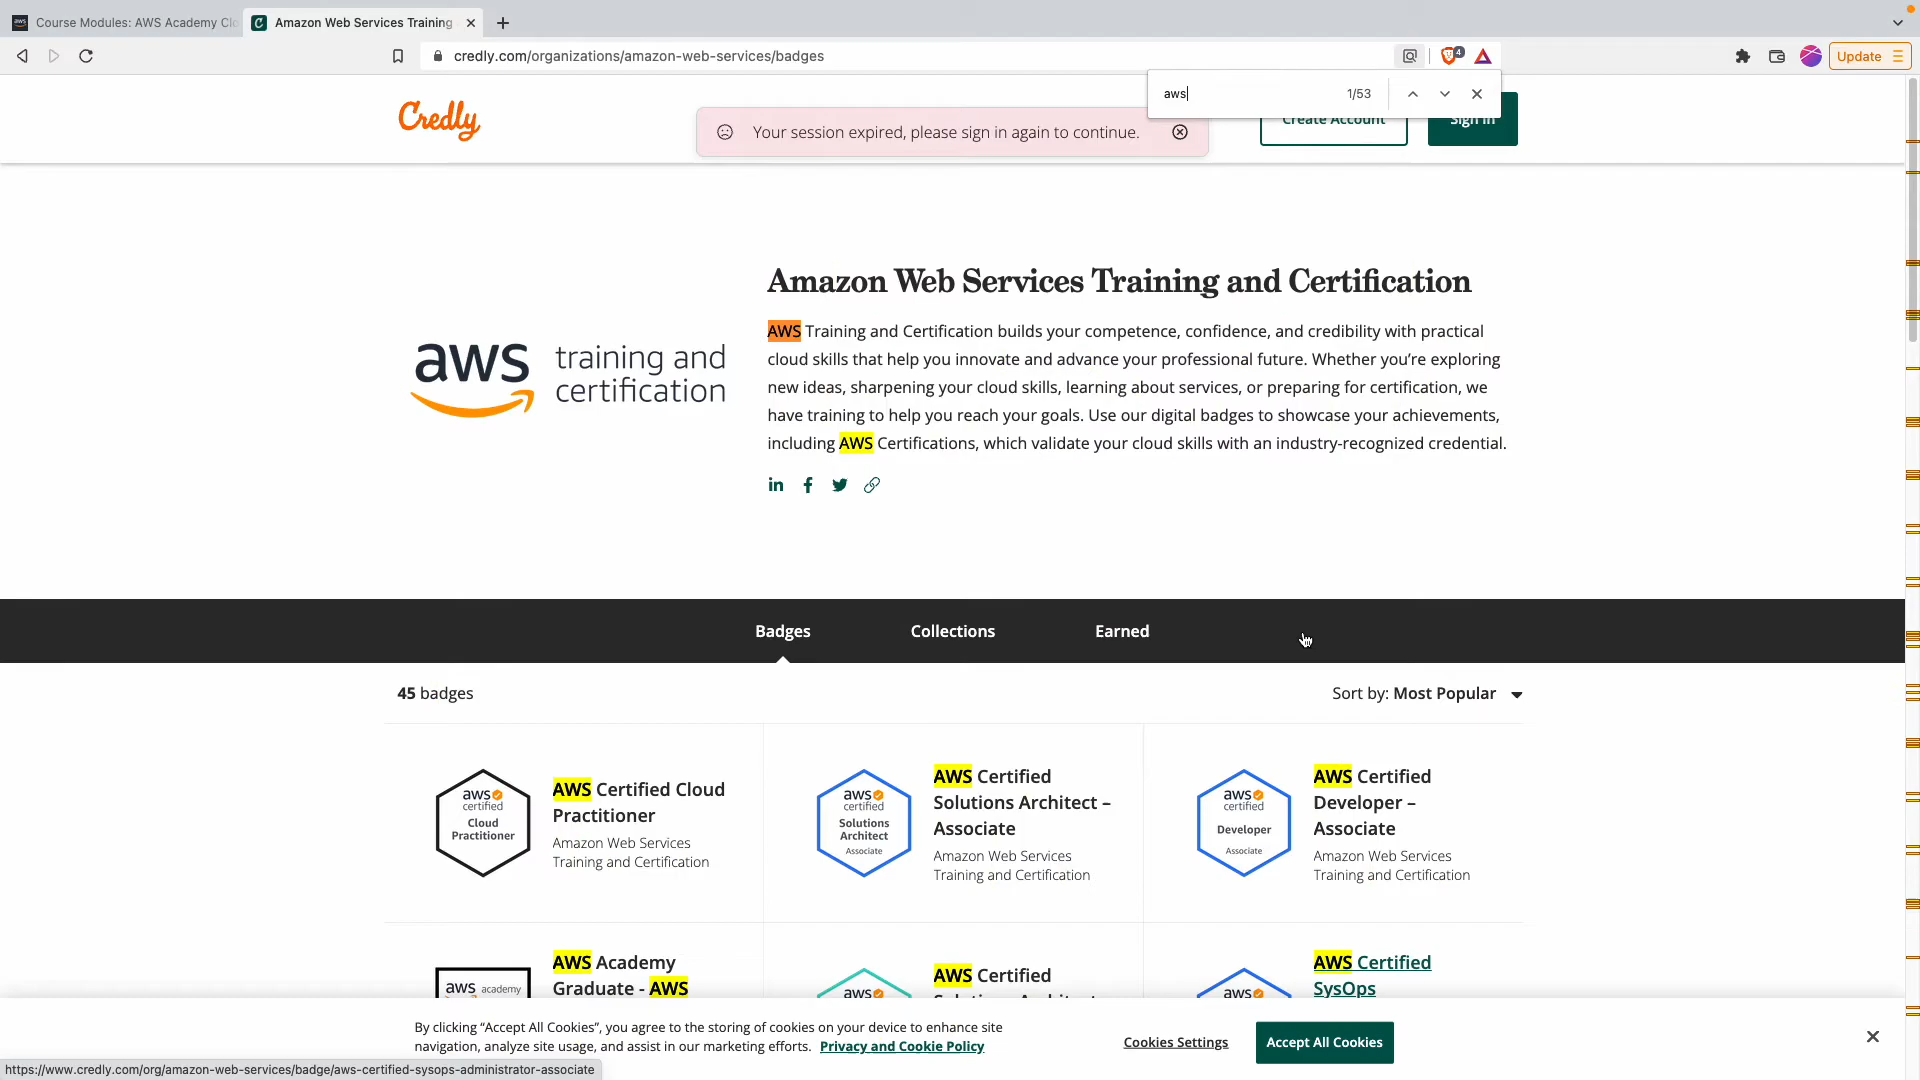 Course Modules: AWS Academy Clo
Amazon Web Services Training
credly.com/organizations/amazon-web-services/badges
4
Update
aws
1/53
Credly
Your session expired, please sign in again to continue.
Create Account
Sign In
aws training and
certification
Amazon Web Services Training and Certification
AWS Training and Certification builds your competence, confidence, and credibility with practical
cloud skills that help you innovate and advance your professional future. Whether you’re exploring
new ideas, sharpening your cloud skills, learning about services, or preparing for certification, we
have training to help you reach your goals. Use our digital badges to showcase your achievements,
including AWS Certifications, which validate your cloud skills with an industry-recognized credential.
Badges
Collections
Earned
45 badges
Sort by: Most Popular
aws
certified
Cloud
Practitioner
AWS Certified Cloud
Practitioner
Amazon Web Services
Training and Certification
aws
certified
Solutions
Architect
Associate
AWS Certified
Solutions Architect –
Associate
Amazon Web Services
Training and Certification
aws
certified
Developer
Associate
AWS Certified
Developer –
Associate
Amazon Web Services
Training and Certification
aws academy
AWS Academy
Graduate - AWS
aws
AWS Certified
Solutions Architect
aws
AWS Certified
SysOps
By clicking “Accept All Cookies”, you agree to the storing of cookies on your device to enhance site
navigation, analyze site usage, and assist in our marketing efforts. Privacy and Cookie Policy
Cookies Settings
Accept All Cookies
https://www.credly.com/org/amazon-web-services/badge/aws-certified-sysops-administrator-associate